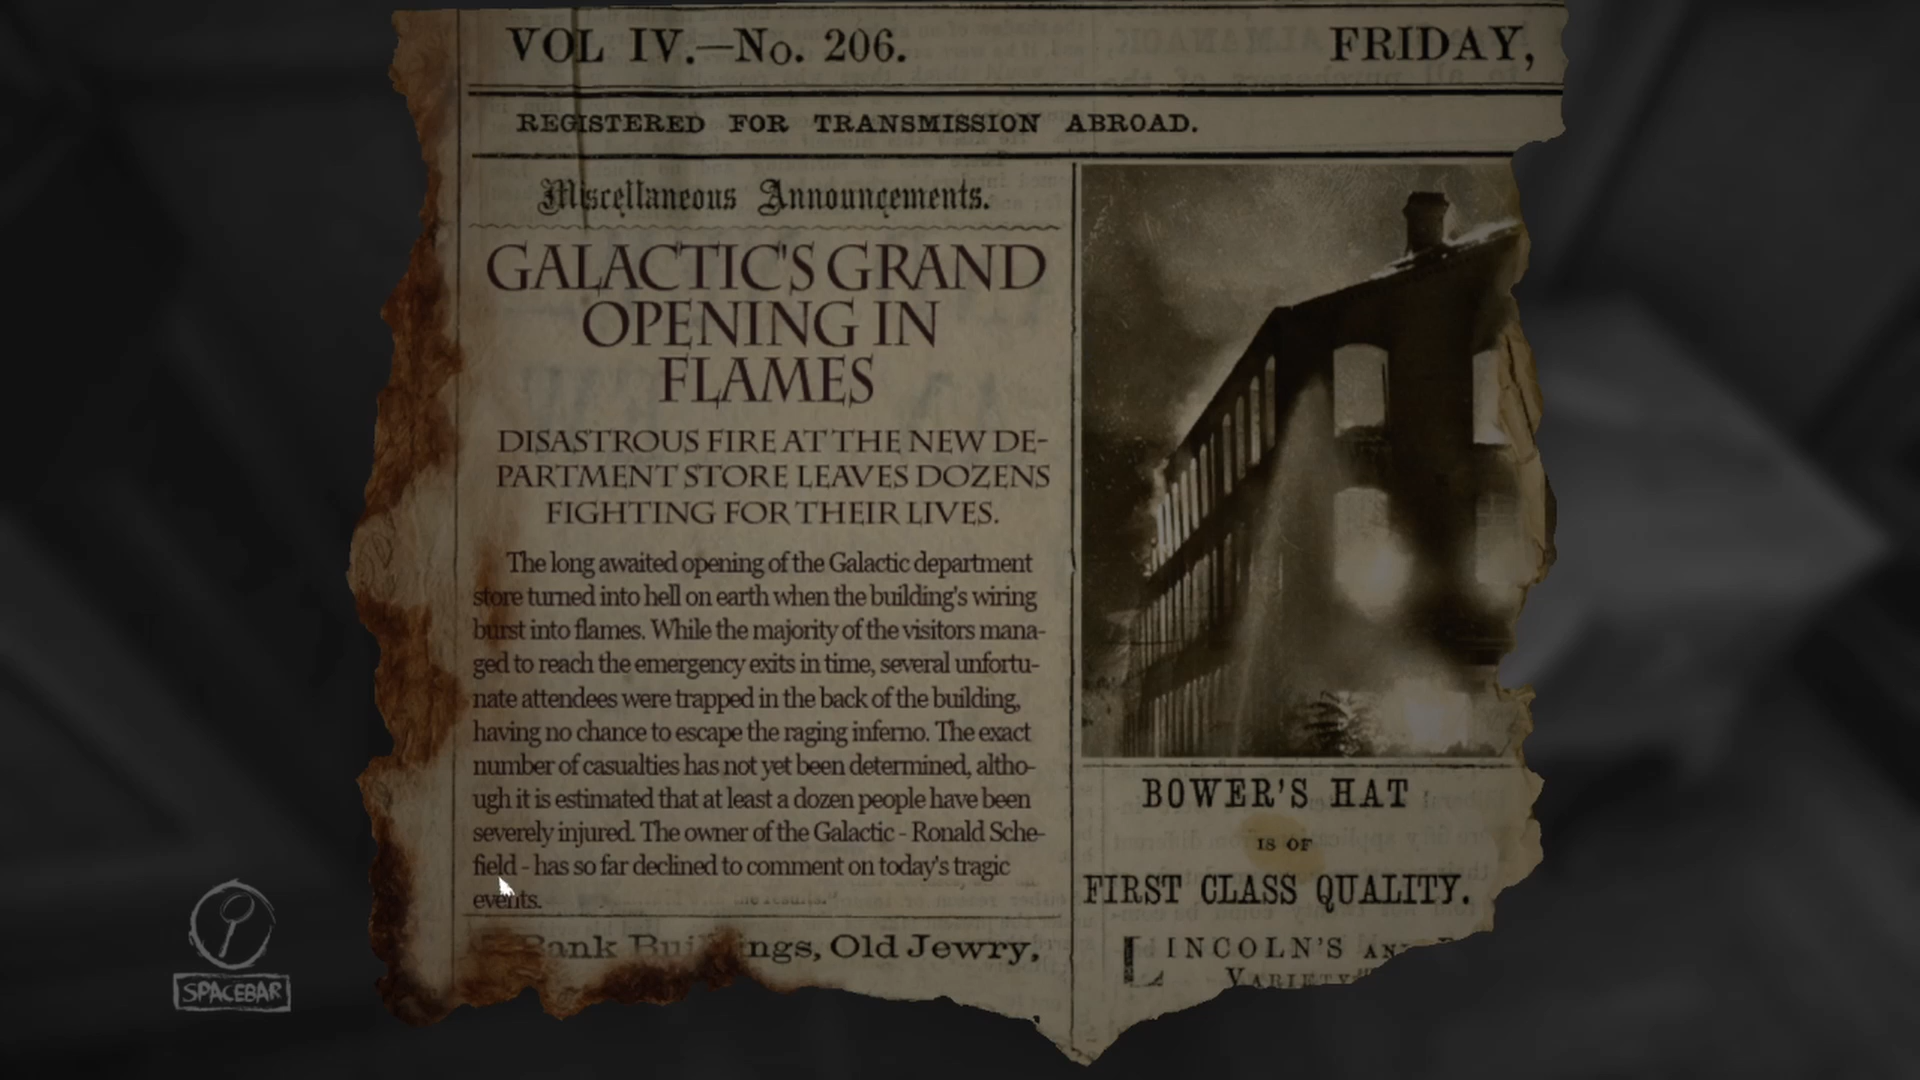 VOL IV.—No. 206.
FRIDAY,
REGISTERED FOR TRANSMISSION ABROAD.
Miscellaneous Announcements.
GALACTIC'S GRAND
OPENING IN
FLAMES
DISASTROUS FIRE AT THE NEW DE-
PARTMENT STORE LEAVES DOZENS
FIGHTING FOR THEIR LIVES.
The long awaited opening of the Galactic department
store turned into hell on earth when the building's wiring
burst into flames. While the majority of the visitors mana-
ged to reach the emergency exits in time, several unfortu-
nate attendees were trapped in the back of the building,
having no chance to escape the raging inferno. The exact
number of casualties has not yet been determined, altho-
ugh it is estimated that at least a dozen people have been
severely injured. The owner of the Galactic - Ronald Sche-
field - has so far declined to comment on today's tragic
events.
Bank Buildings, Old Jewry,
BOWER'S HAT
IS OF
FIRST CLASS QUALITY.
LINCOLN'S
VARIETY
SPACEBAR